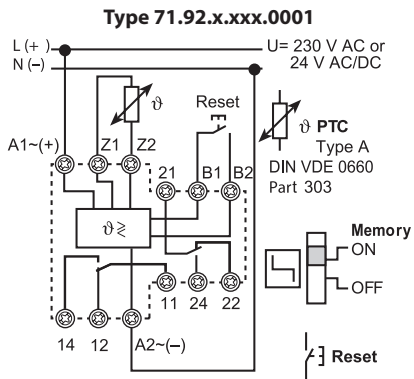 Type 71.92.x.xxx.0001
L (+)
U= 230 V AC or
N (–)
24 V AC/DC
ϑ
Reset
ϑ PTC
Type A
DIN VDE 0660
Part 303
A1~(+)
Z1
Z2
21
B1
B2
ϑ≷
Memory
ON
OFF
11
24
22
14
12
A2~(–)
Reset